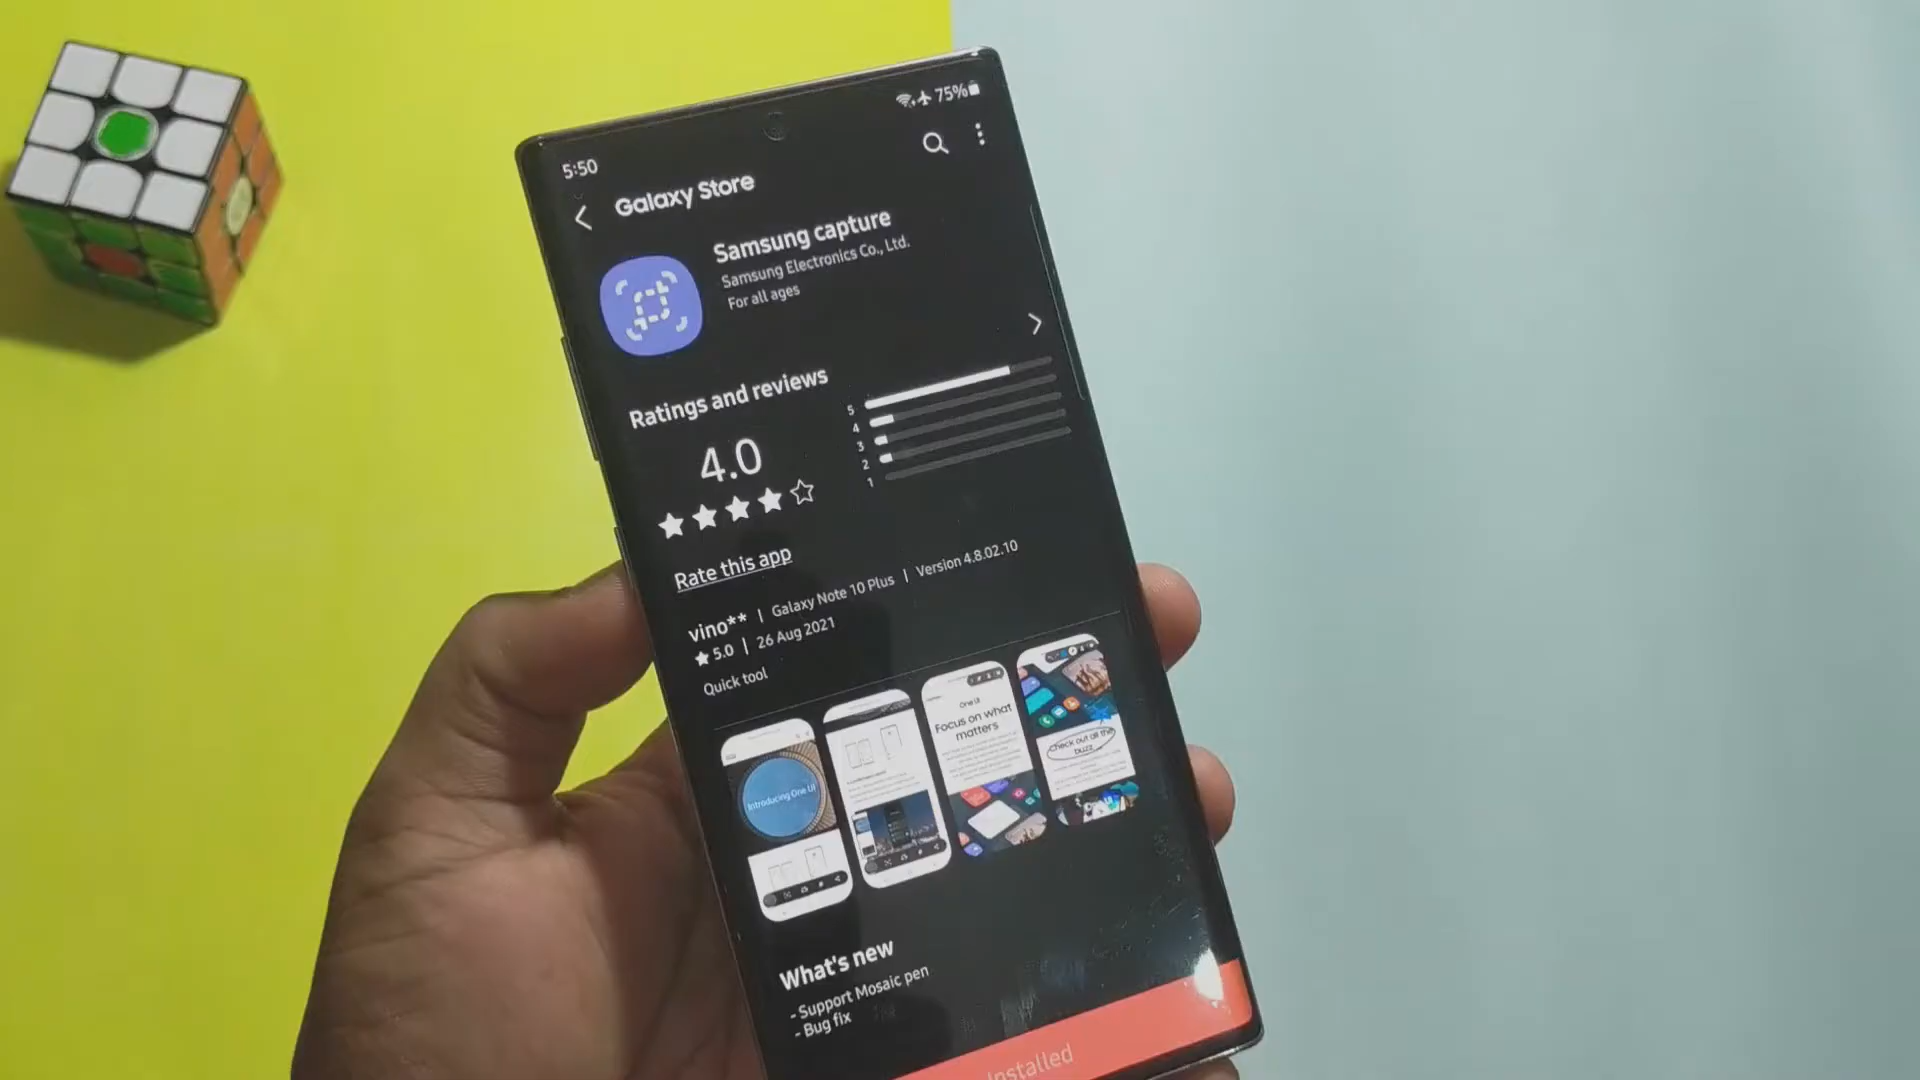 75%
5:50
Galaxy Store
Samsung capture
Samsung Electronics Co., Ltd.
For all ages
Ratings and reviews
5
4
3
2
1
4.0
Rate this app
vino** | Galaxy Note 10 Plus | Version 4.8.02.10
5.0 | 26 Aug 2021
Quick tool
Introducing One UI
One UI
Focus on what
matters
Check out all the
buzz
What's new
- Support Mosaic pen
- Bug fix
Installed